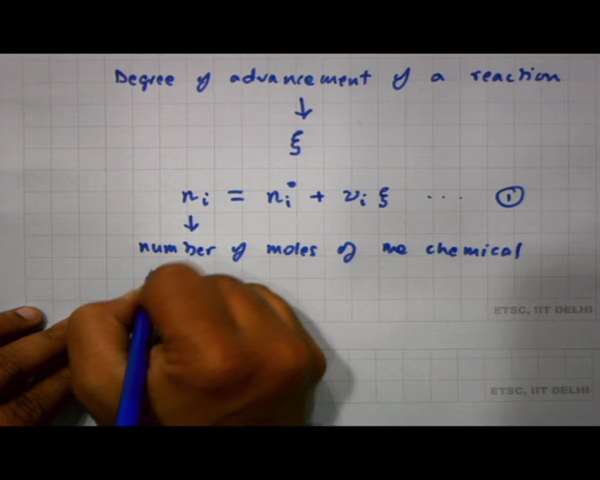 Degree of advancement of a reaction
↓
ξ
nᵢ = nᵢ° + νᵢ ξ ... ①
↓
number of moles of the chemical
ETSC, IIT DELHI
ETSC, IIT DELHI